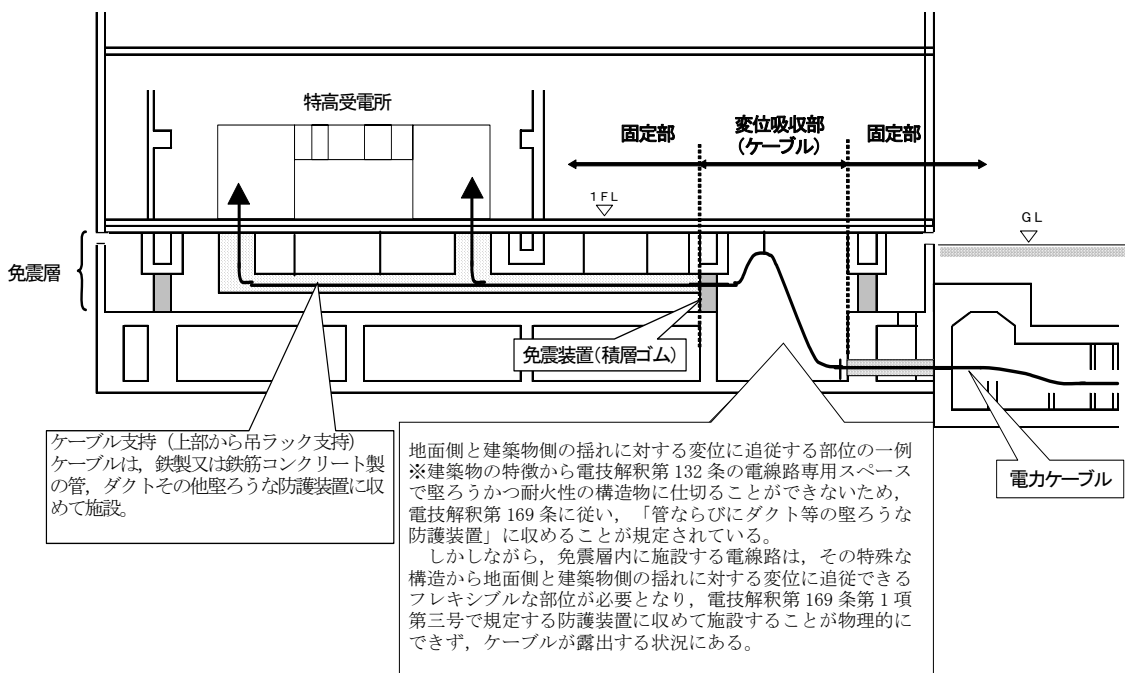 特高受電所
固定部
変位吸収部
(ケーブル)
固定部
１FL
GL
免震層
免震装置(積層ゴム)
ケーブル支持（上部から吊ラック支持）
ケーブルは，鉄製又は鉄筋コンクリート製
の管，ダクトその他堅ろうな防護装置に収
めて施設。
地面側と建築物側の揺れに対する変位に追従する部位の一例
※建築物の特徴から電技解釈第 132 条の電線路専用スペース
で堅ろうかつ耐火性の構造物に仕切ることができないため，
電技解釈第 169 条に従い，「管ならびにダクト等の堅ろうな
防護装置」に収めることが規定されている。
しかしながら，免震層内に施設する電線路は，その特殊な
構造から地面側と建築物側の揺れに対する変位に追従できる
フレキシブルな部位が必要となり，電技解釈第 169 条第 1 項
第三号で規定する防護装置に収めて施設することが物理的に
できず，ケーブルが露出する状況にある。
電力ケーブル